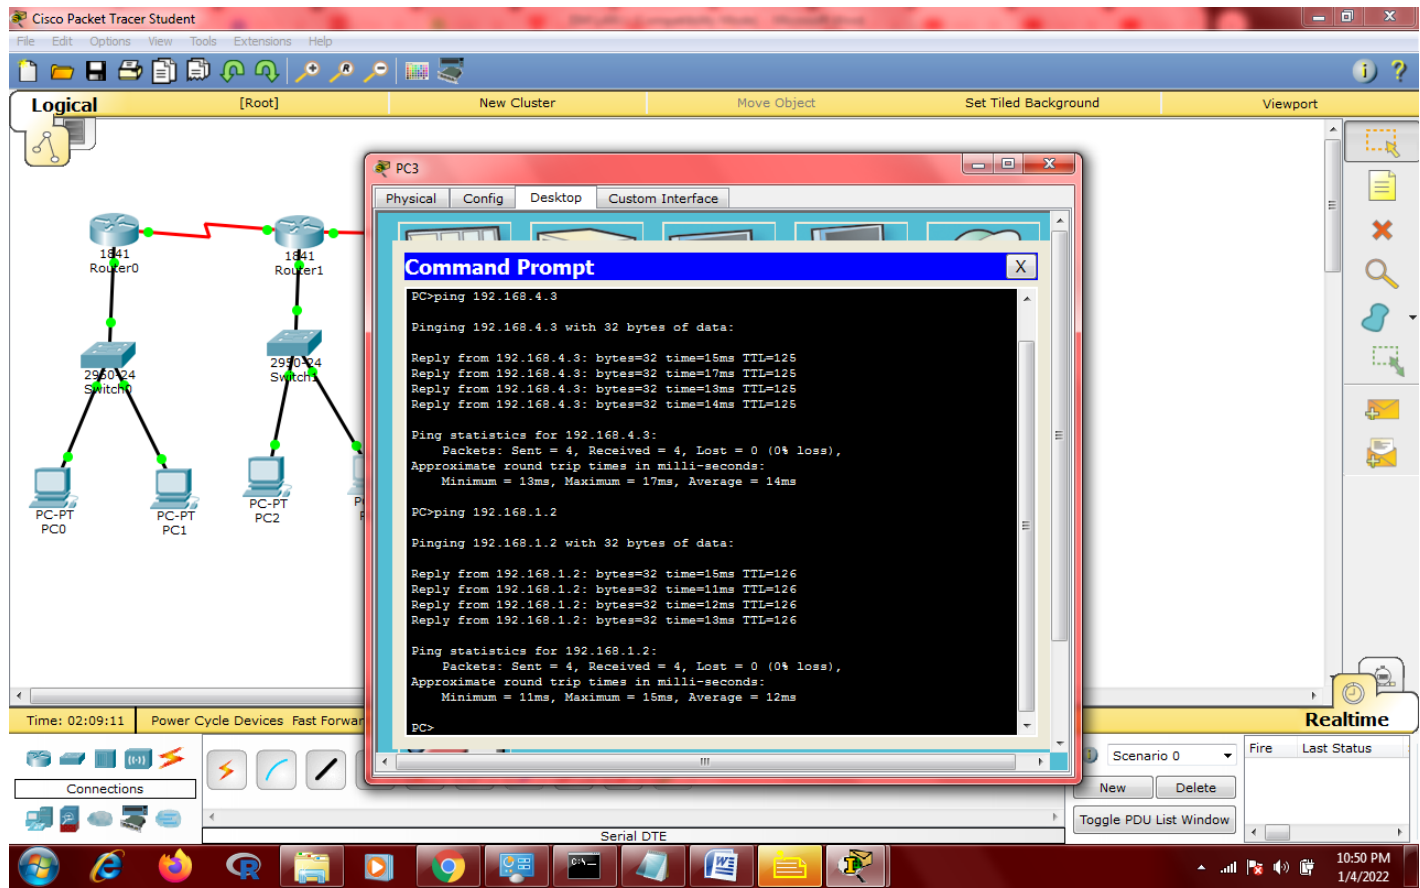 Cisco Packet Tracer Student
File Edit Options View Tools Extensions Help
Logical [Root] New Cluster Move Object Set Tiled Background Viewport
PC3
Physical Config Desktop Custom Interface
1841
Router0
1841
Router1
2950-24
Switch0
2950-24
Switch1
PC-PT
PC0
PC-PT
PC1
PC-PT
PC2
Command Prompt X
PC>ping 192.168.4.3
Pinging 192.168.4.3 with 32 bytes of data:
Reply from 192.168.4.3: bytes=32 time=15ms TTL=125
Reply from 192.168.4.3: bytes=32 time=17ms TTL=125
Reply from 192.168.4.3: bytes=32 time=13ms TTL=125
Reply from 192.168.4.3: bytes=32 time=14ms TTL=125
Ping statistics for 192.168.4.3:
Packets: Sent = 4, Received = 4, Lost = 0 (0% loss),
Approximate round trip times in milli-seconds:
Minimum = 13ms, Maximum = 17ms, Average = 14ms
PC>ping 192.168.1.2
Pinging 192.168.1.2 with 32 bytes of data:
Reply from 192.168.1.2: bytes=32 time=15ms TTL=126
Reply from 192.168.1.2: bytes=32 time=11ms TTL=126
Reply from 192.168.1.2: bytes=32 time=12ms TTL=126
Reply from 192.168.1.2: bytes=32 time=13ms TTL=126
Ping statistics for 192.168.1.2:
Packets: Sent = 4, Received = 4, Lost = 0 (0% loss),
Approximate round trip times in milli-seconds:
Minimum = 11ms, Maximum = 15ms, Average = 12ms
PC>
Time: 02:09:11 Power Cycle Devices Fast Forwar Realtime
Connections
Serial DTE
Scenario 0
New Delete
Toggle PDU List Window
Fire Last Status
10:50 PM
1/4/2022